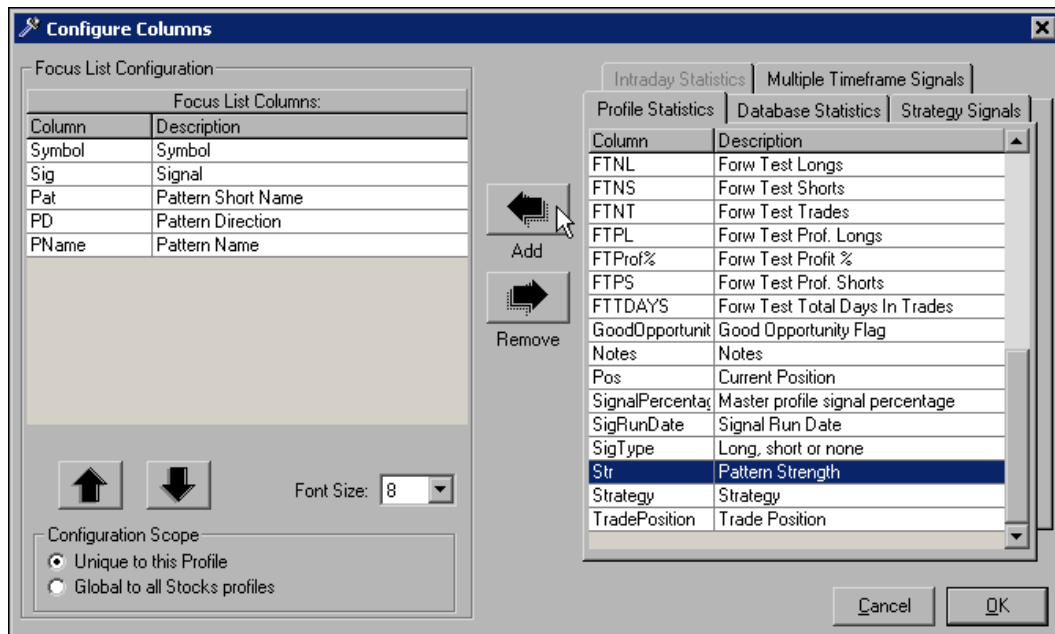 Configure Columns
Focus List Configuration
Focus List Columns:
Column Description
Symbol Symbol
Sig Signal
Pat Pattern Short Name
PD Pattern Direction
PName Pattern Name
Font Size: 8
Configuration Scope
Unique to this Profile
Global to all Stocks profiles
Add
Remove
Intraday Statistics Multiple Timeframe Signals
Profile Statistics Database Statistics Strategy Signals
Column Description
FTNL Forw Test Longs
FTNS Forw Test Shorts
FTNT Forw Test Trades
FTPL Forw Test Prof. Longs
FTProf% Forw Test Profit %
FTPS Forw Test Prof. Shorts
FTTDAYS Forw Test Total Days In Trades
GoodOpportunit Good Opportunity Flag
Notes Notes
Pos Current Position
SignalPercentag Master profile signal percentage
SigRunDate Signal Run Date
SigType Long, short or none
Str Pattern Strength
Strategy Strategy
TradePosition Trade Position
Cancel OK